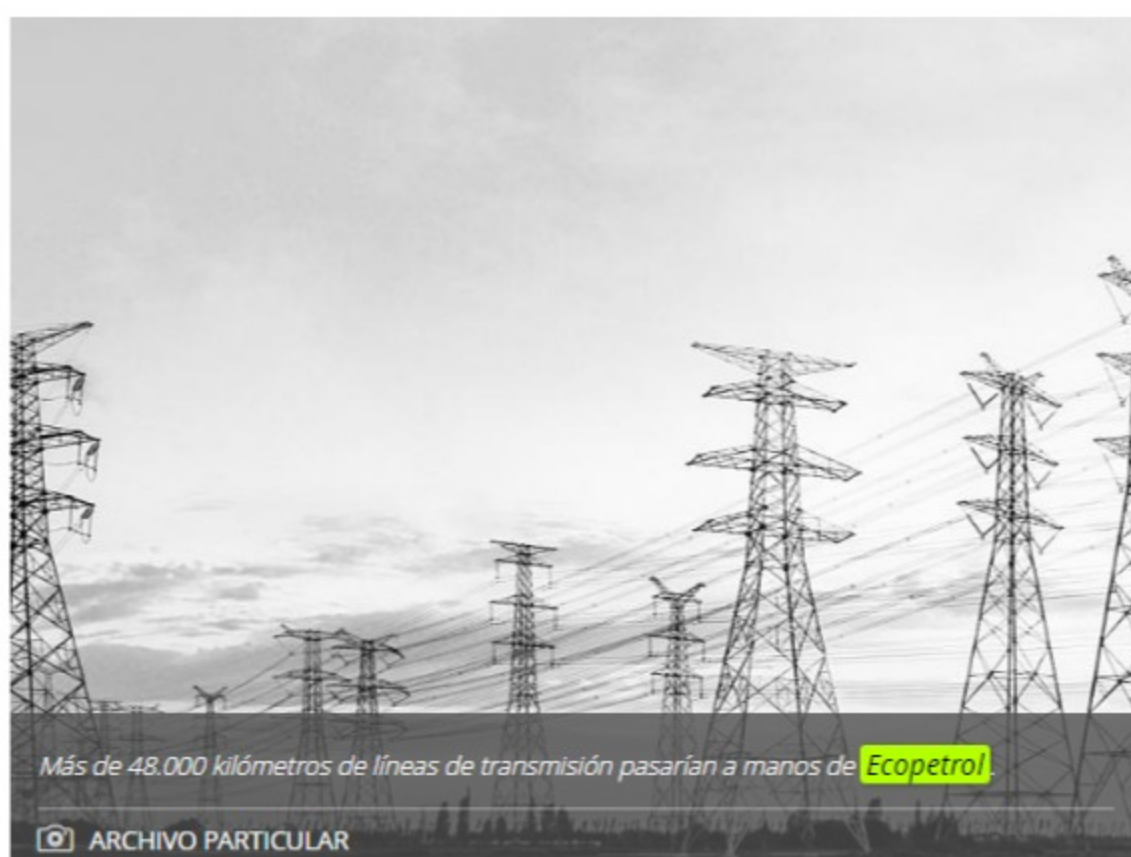 Más de 48.000 kilómetros de líneas de transmisión pasarían a manos de Ecopetrol.
ARCHIVO PARTICULAR